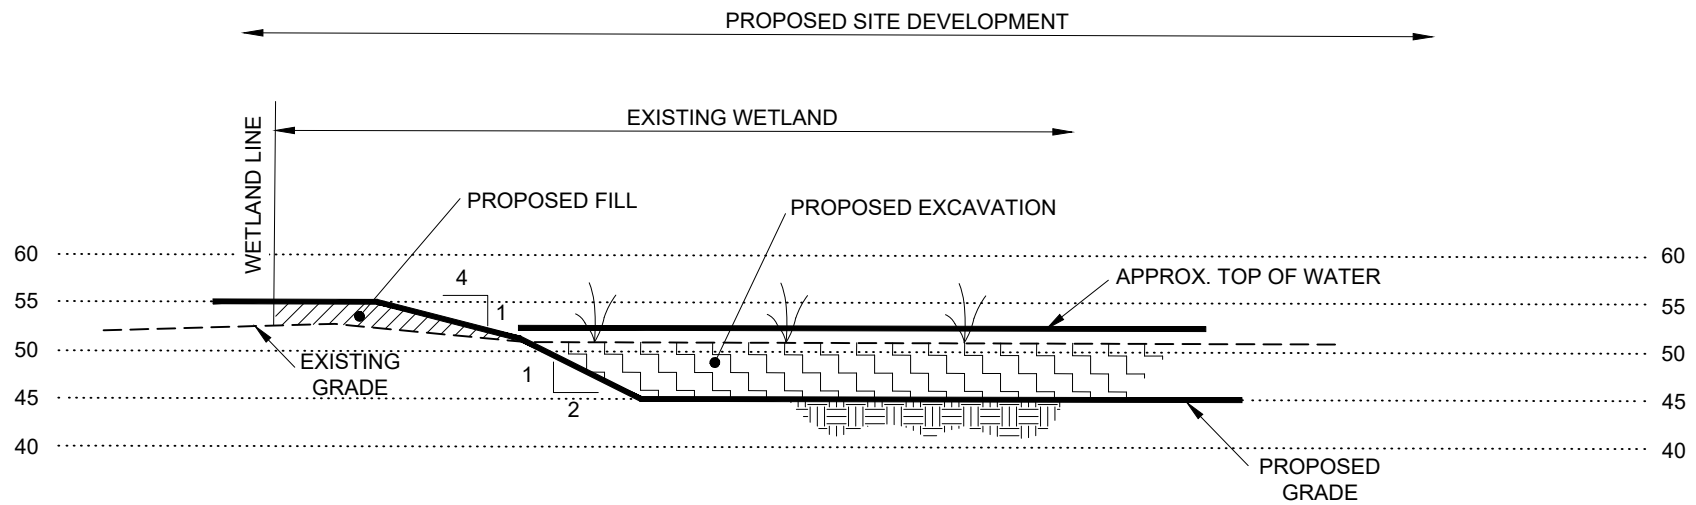 PROPOSED SITE DEVELOPMENT
EXISTING WETLAND
WETLAND LINE
PROPOSED FILL
PROPOSED EXCAVATION
60
60
4
APPROX. TOP OF WATER
55
1
55
50
EXISTING
GRADE
1
50
2
45
45
40
40
PROPOSED
GRADE